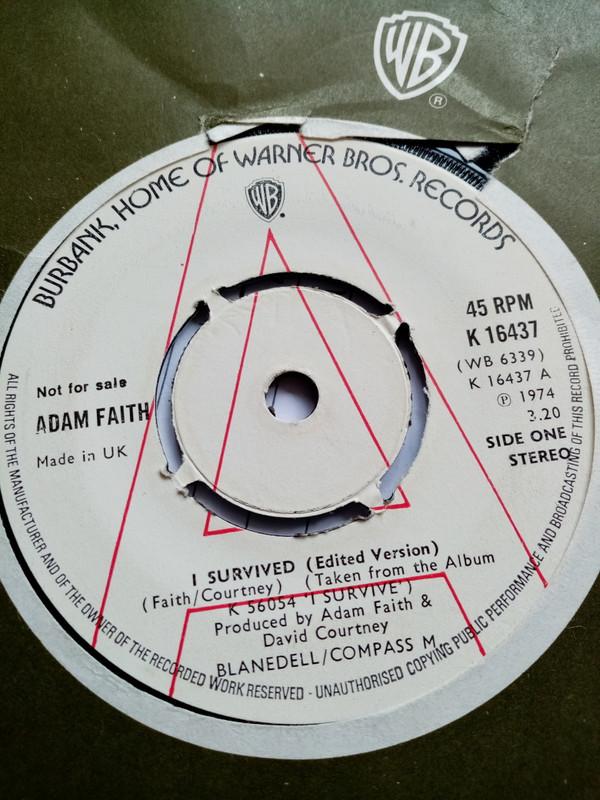 WB
®
BURBANK, HOME OF WARNER BROS. RECORDS
WB
45 RPM
K 16437
(WB 6339)
K 16437 A
Ⓟ 1974
3.20
SIDE ONE
STEREO
Not for sale
ADAM FAITH
Made in UK
I SURVIVED (Edited Version)
(Faith/Courtney) (Taken from the Album
K 56054 'I SURVIVE')
Produced by Adam Faith &
David Courtney
BLANEDELL/COMPASS M
ALL RIGHTS OF THE MANUFACTURER AND OF THE OWNER OF THE RECORDED WORK RESERVED - UNAUTHORISED COPYING PUBLIC PERFORMANCE AND BROADCASTING OF THIS RECORD PROHIBITED